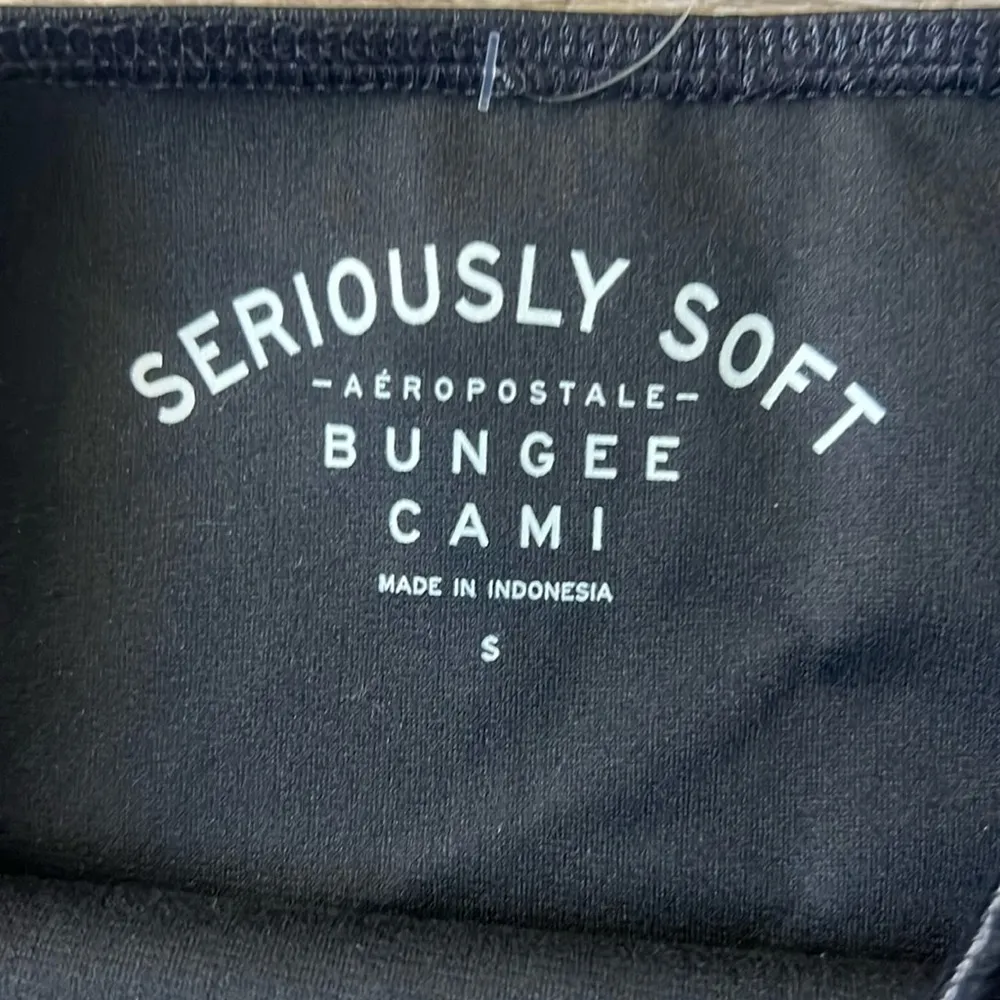 SERIOUSLY SOFT
-AÉROPOSTALE-
BUNGEE
CAMI
MADE IN INDONESIA
S